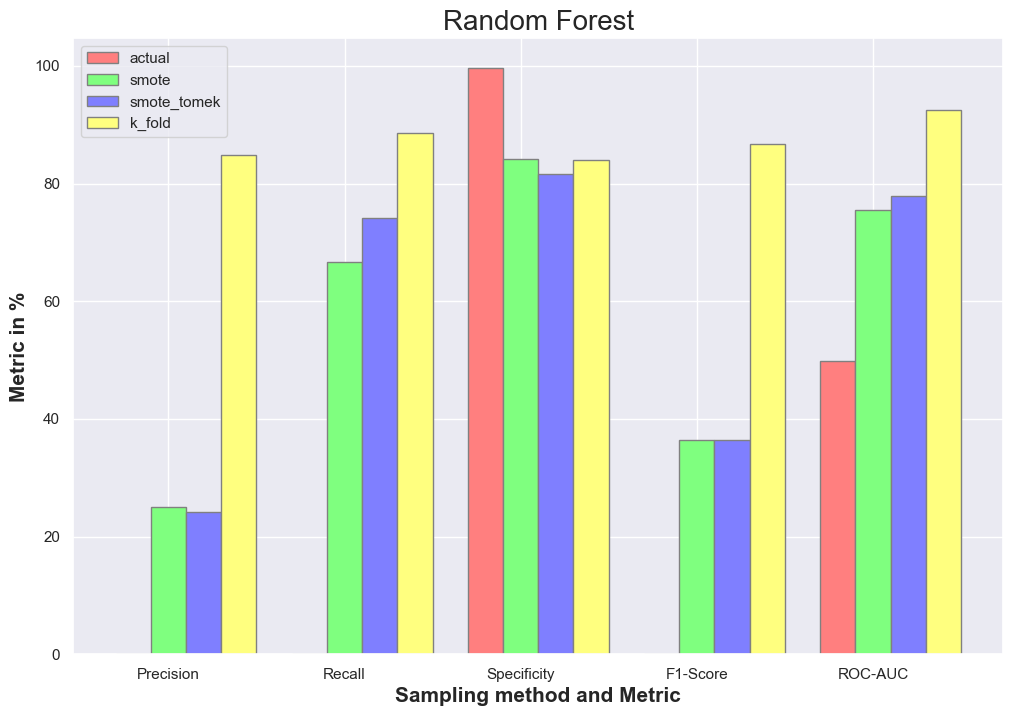 Random Forest
actual
smote
smote_tomek
k_fold
Metric in %
100
80
60
40
20
0
Precision Recall Specificity F1-Score ROC-AUC
Sampling method and Metric